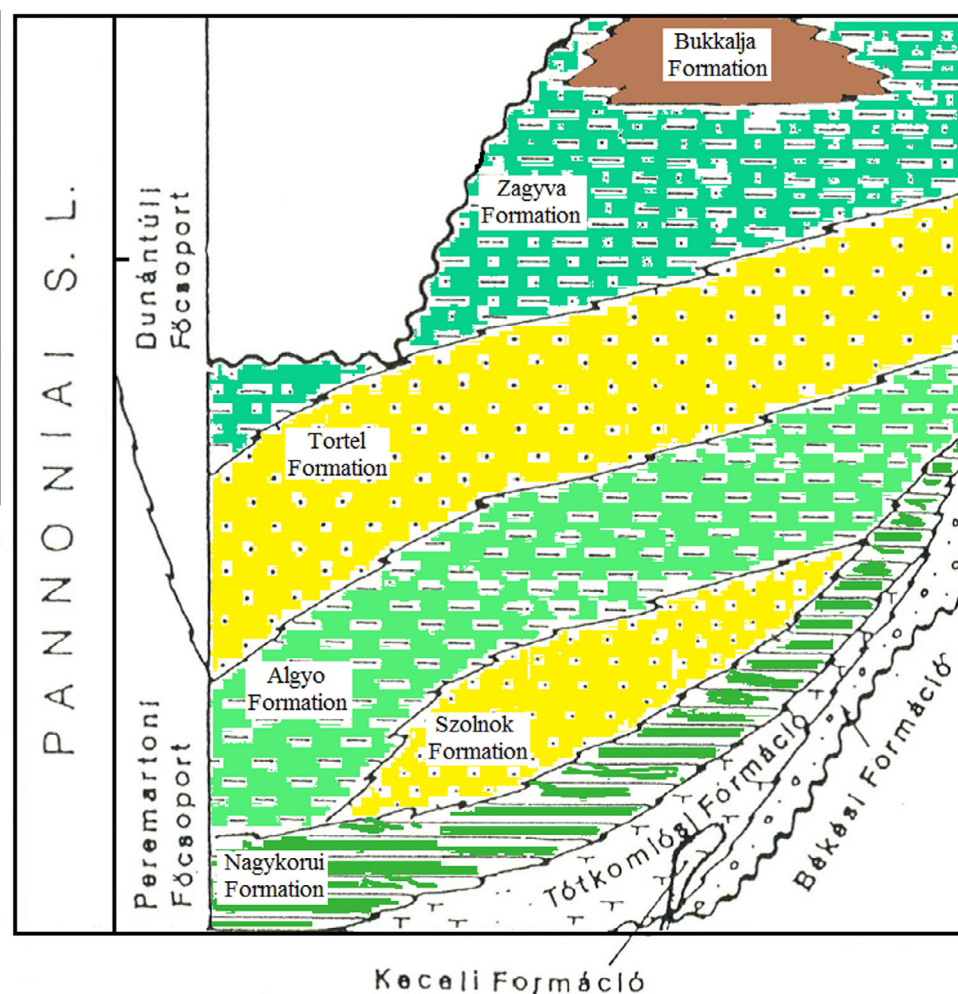 PANNONIAI S. L.
Dunántúli
Főcsoport
Peremartoni
Főcsoport
Bukkalja
Formation
Zagyva
Formation
Tortel
Formation
Algyo
Formation
Szolnok
Formation
Nagykorui
Formation
Tótkomlósi Formáció
Békési Formáció
Keceli Formáció